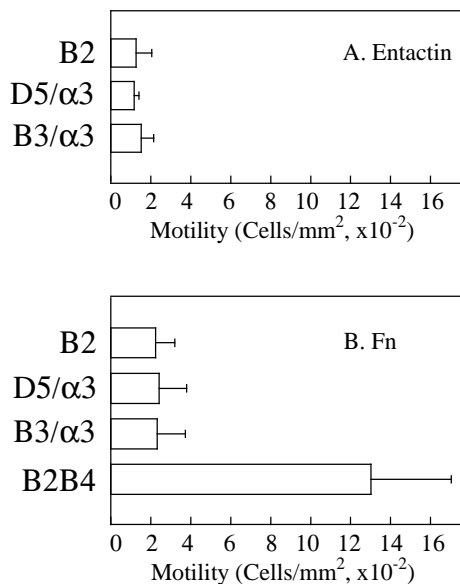 B2
A. Entactin
D5/α3
B3/α3
0 2 4 6 8 10 12 14 16
Motility (Cells/mm², x10⁻²)
B2
B. Fn
D5/α3
B3/α3
B2B4
0 2 4 6 8 10 12 14 16
Motility (Cells/mm², x10⁻²)